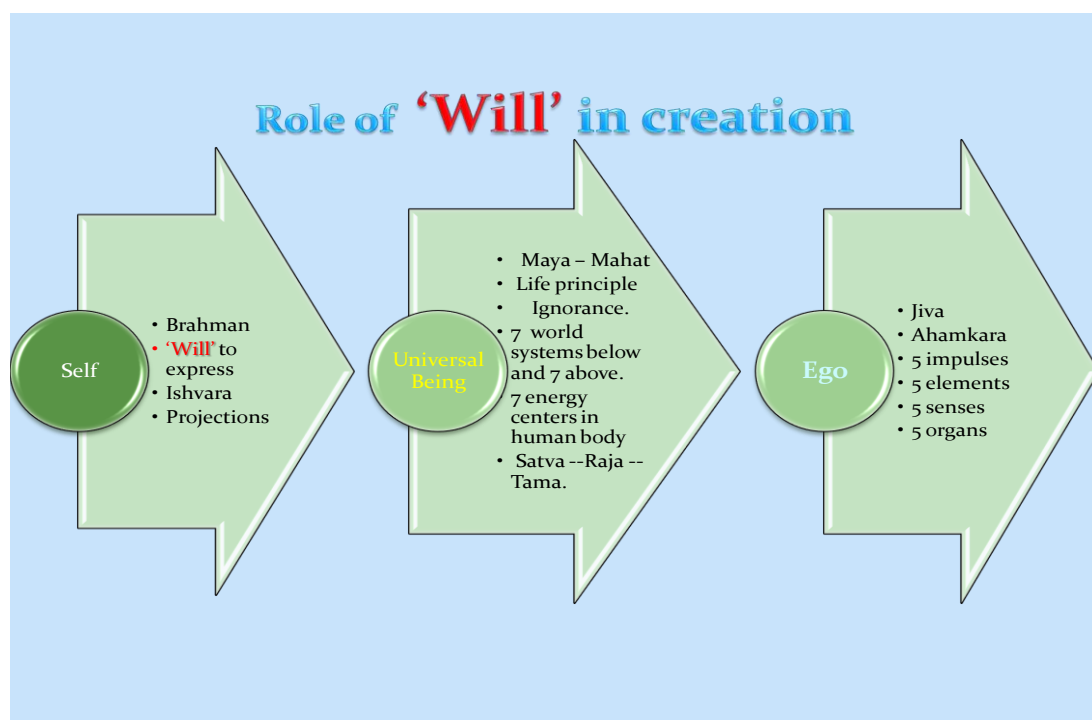 Role of ‘Will’ in creation
Self
• Brahman
• ‘Will’ to
express
• Ishvara
• Projections
Universal
Being
• Maya – Mahat
• Life principle
• Ignorance.
• 7 world
systems below
and 7 above.
• 7 energy
centers in
human body
• Satva --Raja --
Tama.
Ego
• Jiva
• Ahamkara
• 5 impulses
• 5 elements
• 5 senses
• 5 organs